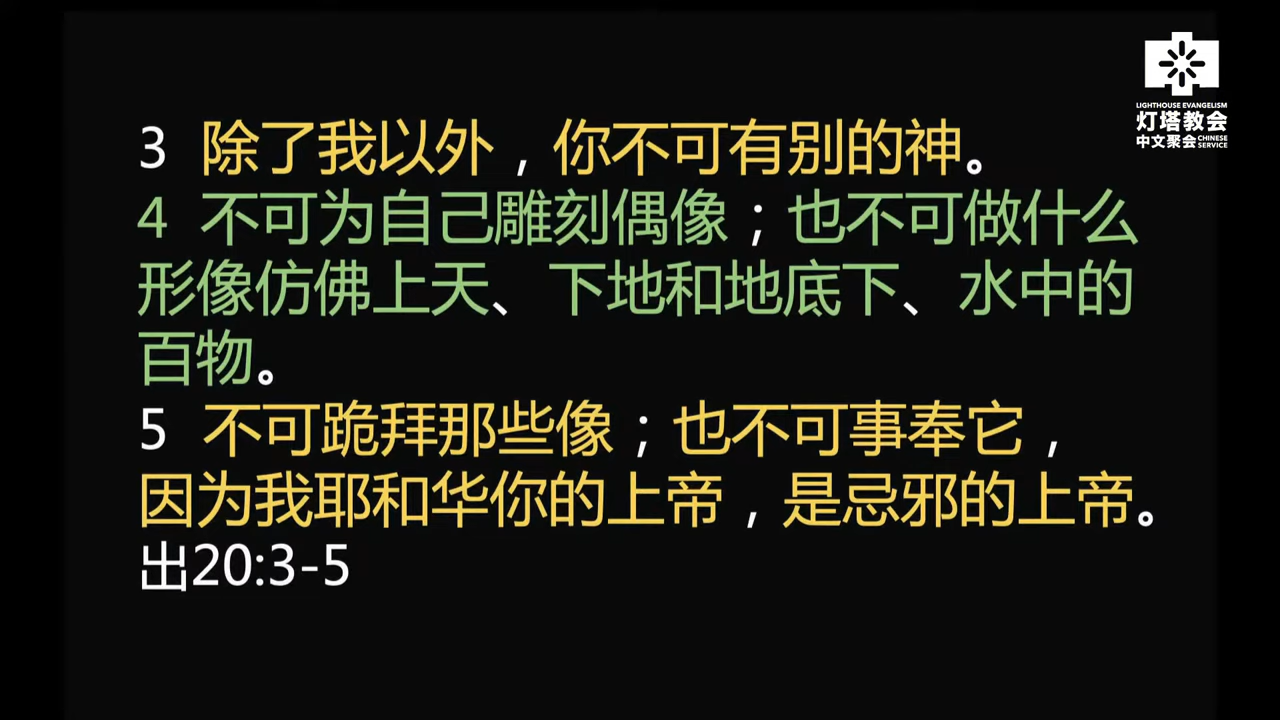 LIGHTHOUSE EVANGELISM
灯塔教会
中文聚会 CHINESE SERVICE
3 除了我以外，你不可有别的神。
4 不可为自己雕刻偶像；也不可做什么
形像仿佛上天、下地和地底下、水中的
百物。
5 不可跪拜那些像；也不可事奉它，
因为我耶和华你的上帝，是忌邪的上帝。
出20:3-5